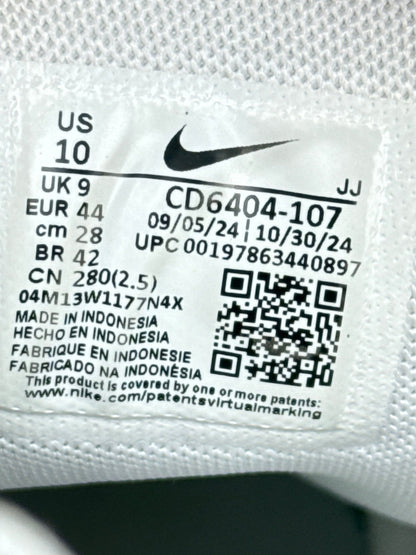 US
10
JJ
UK 9
CD6404-107
EUR 44
09/05/24 | 10/30/24
cm 28
UPC 00197863440897
BR 42
CN 280(2.5)
04M13W1177N4X
MADE IN INDONESIA
HECHO EN INDONESIA
FABRIQUE EN INDONESIE
FABRICADO NA INDONÉSIA
This product is covered by one or more patents:
www.nike.com/patentsvirtualmarking